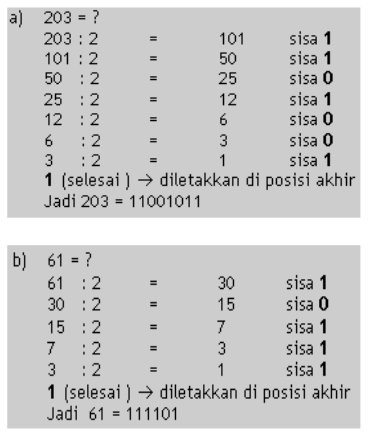 a) 203 = ?
203 : 2 = 101 sisa 1
101 : 2 = 50 sisa 1
50 : 2 = 25 sisa 0
25 : 2 = 12 sisa 1
12 : 2 = 6 sisa 0
6 : 2 = 3 sisa 0
3 : 2 = 1 sisa 1
1 (selesai ) → diletakkan di posisi akhir
Jadi 203 = 11001011
b) 61 = ?
61 : 2 = 30 sisa 1
30 : 2 = 15 sisa 0
15 : 2 = 7 sisa 1
7 : 2 = 3 sisa 1
3 : 2 = 1 sisa 1
1 (selesai ) → diletakkan di posisi akhir
Jadi 61 = 111101